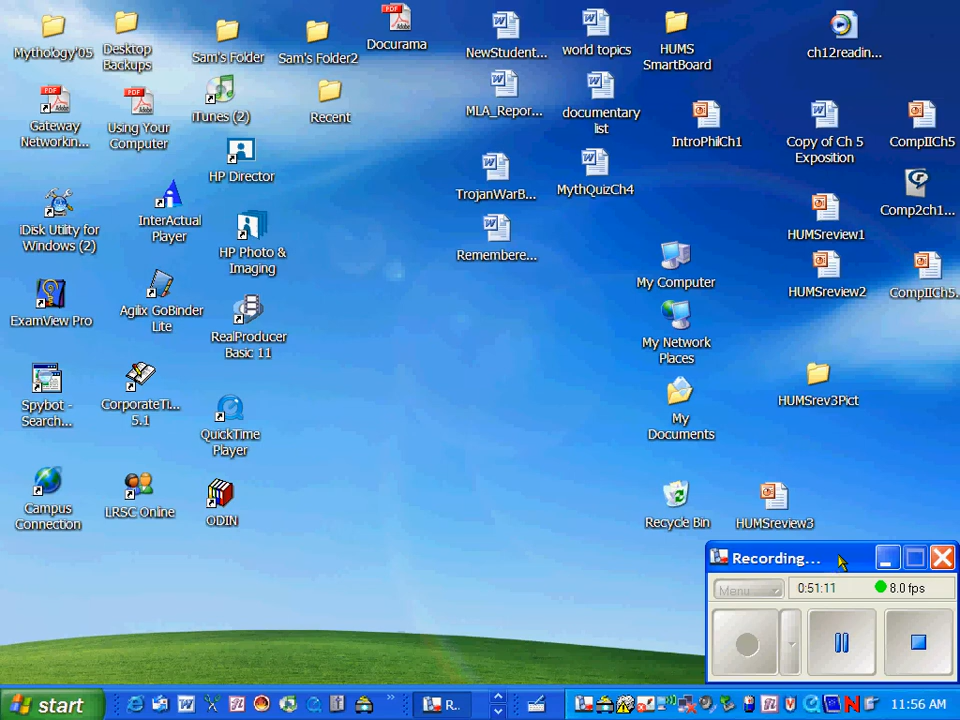 Mythology'05
Desktop
Backups
Sam's Folder
Sam's Folder2
Docurama
NewStudent...
world topics
HUMS
SmartBoard
ch12readin...
Gateway
Networkin...
Using Your
Computer
iTunes (2)
Recent
MLA_Repor...
documentary
list
IntroPhilCh1
Copy of Ch 5
Exposition
CompIICh5
HP Director
TrojanWarB...
MythQuizCh4
Comp2ch1...
iDisk Utility for
Windows (2)
InterActual
Player
HP Photo &
Imaging
Remembere...
HUMSreview1
My Computer
HUMSreview2
CompIICh5.
ExamView Pro
Agilix GoBinder
Lite
RealProducer
Basic 11
My Network
Places
Spybot -
Search...
CorporateTi...
5.1
QuickTime
Player
My
Documents
HUMSrev3Pict
Campus
Connection
LRSC Online
ODIN
Recycle Bin
HUMSreview3
Recording...
Menu
0:51:11
8.0 fps
start
R..
11:56 AM